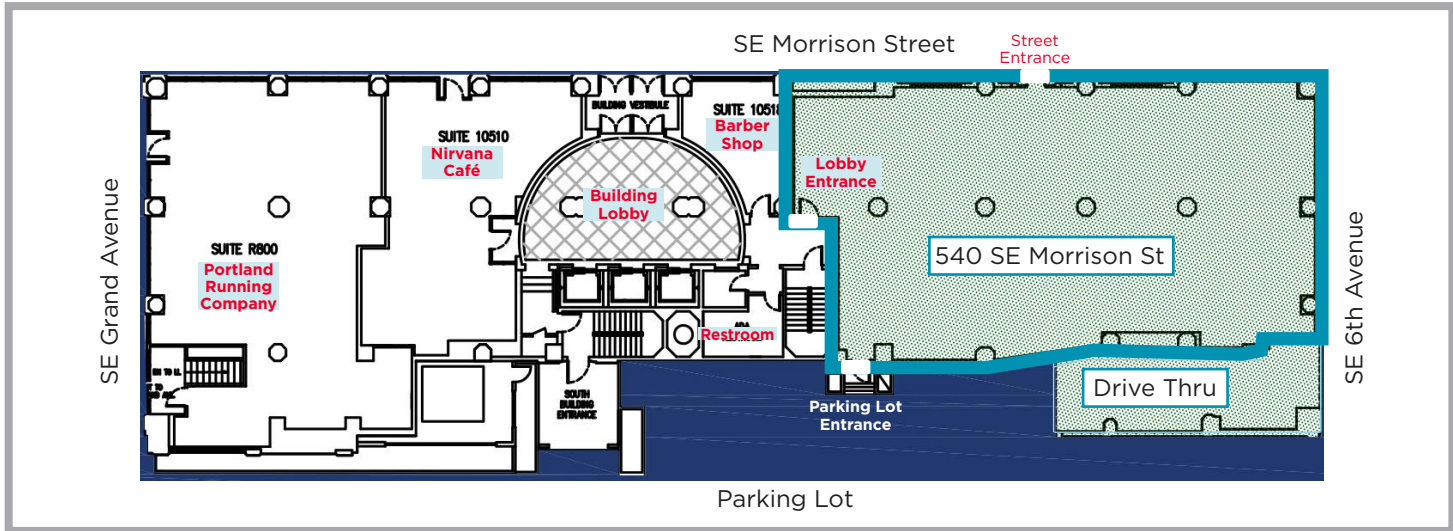 SE Morrison Street
Street
Entrance
BUILDING VESTIBULE
SUITE 10518
Barber
Shop
SUITE 10510
Nirvana
Café
Lobby
Entrance
Building
Lobby
SE Grand Avenue
SUITE R800
Portland
Running
Company
540 SE Morrison St
SE 6th Avenue
Restroom
Drive Thru
SOUTH
BUILDING
ENTRANCE
Parking Lot
Entrance
Parking Lot